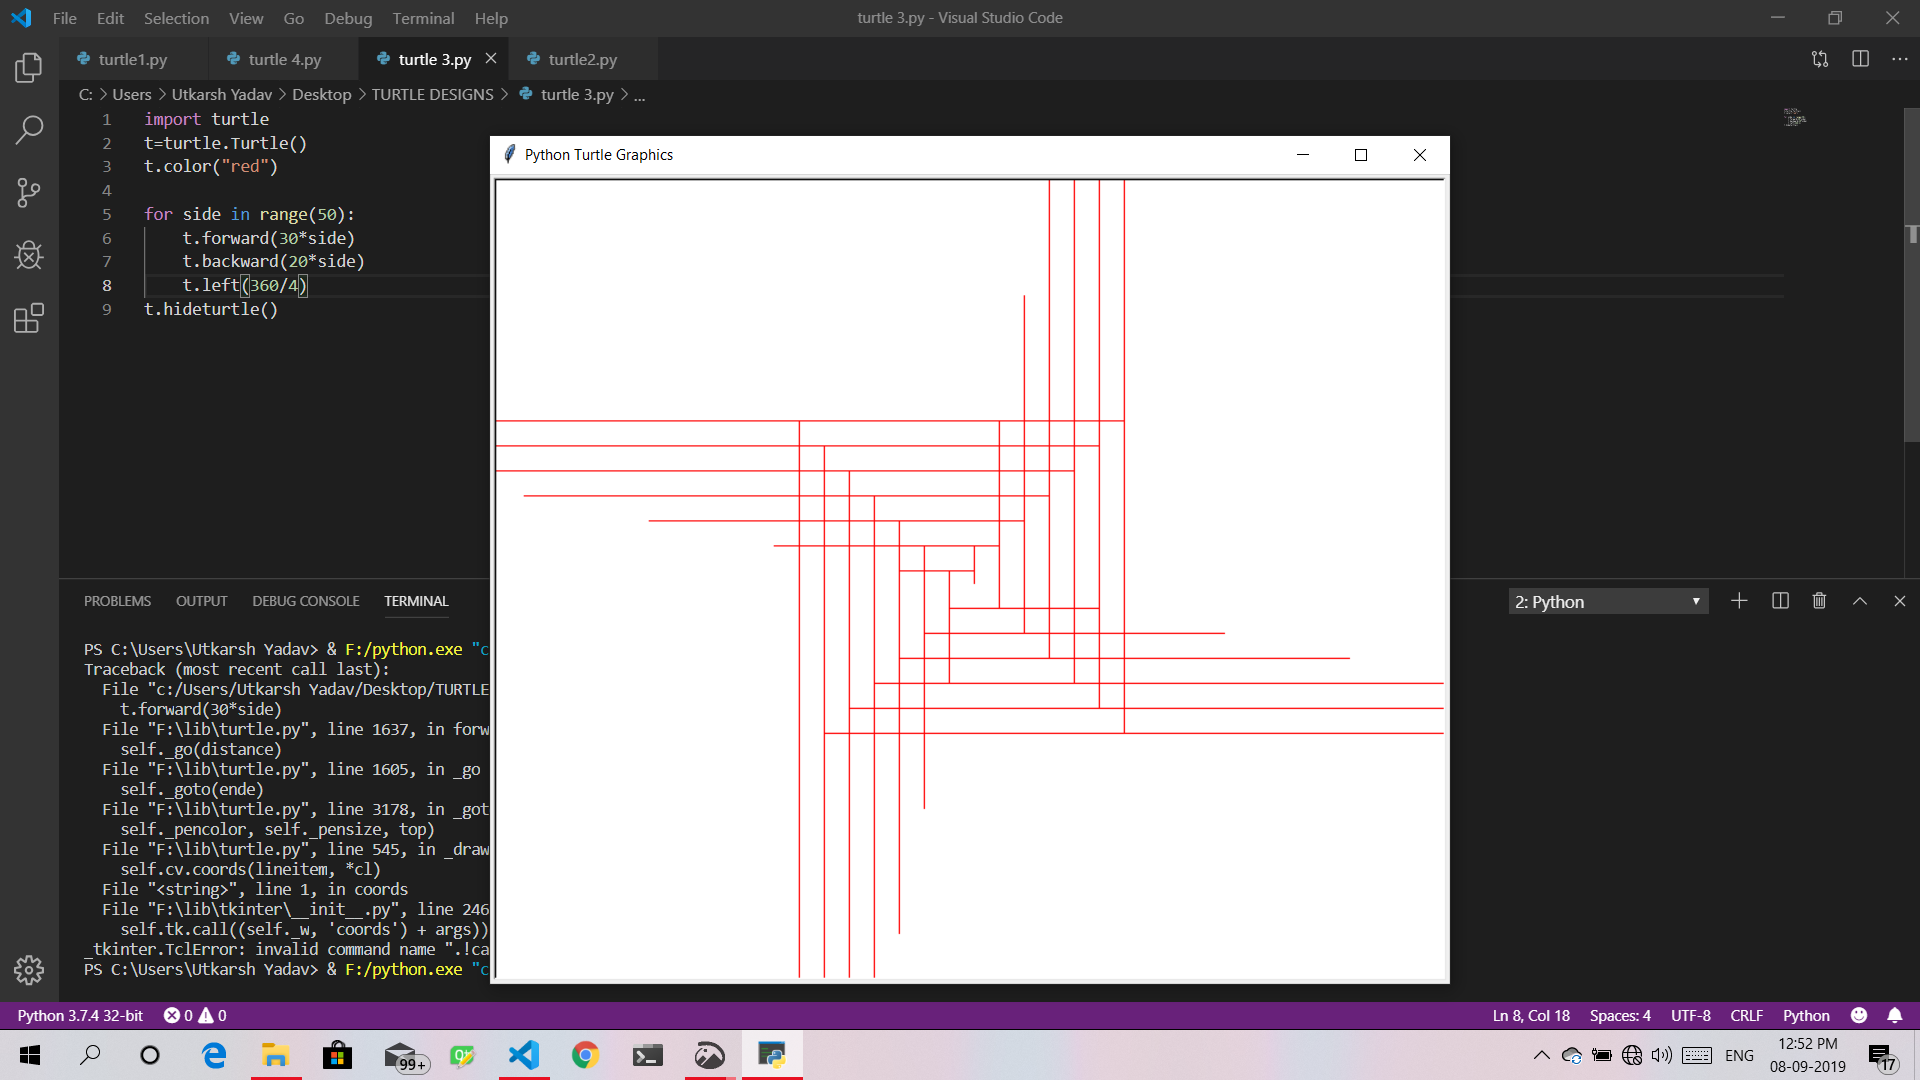 File Edit Selection View Go Debug Terminal Help
turtle 3.py - Visual Studio Code
turtle1.py
turtle 4.py
turtle 3.py
turtle2.py
C: > Users > Utkarsh Yadav > Desktop > TURTLE DESIGNS > turtle 3.py > ...
1 import turtle
2 t=turtle.Turtle()
3 t.color("red")
4
5 for side in range(50):
6 t.forward(30*side)
7 t.backward(20*side)
8 t.left(360/4)
9 t.hideturtle()
Python Turtle Graphics
PROBLEMS OUTPUT DEBUG CONSOLE TERMINAL
2: Python
PS C:\Users\Utkarsh Yadav> & F:/python.exe "c
Traceback (most recent call last):
File "c:/Users/Utkarsh Yadav/Desktop/TURTLE
t.forward(30*side)
File "F:\lib\turtle.py", line 1637, in forw
self._go(distance)
File "F:\lib\turtle.py", line 1605, in _go
self._goto(ende)
File "F:\lib\turtle.py", line 3178, in _got
self._pencolor, self._pensize, top)
File "F:\lib\turtle.py", line 545, in _draw
self.cv.coords(lineitem, *cl)
File "<string>", line 1, in coords
File "F:\lib\tkinter\__init__.py", line 246
self.tk.call((self._w, 'coords') + args))
_tkinter.TclError: invalid command name ".!ca
PS C:\Users\Utkarsh Yadav> & F:/python.exe "c
Python 3.7.4 32-bit 0 0
Ln 8, Col 18 Spaces: 4 UTF-8 CRLF Python
99+
ENG
12:52 PM
08-09-2019
17